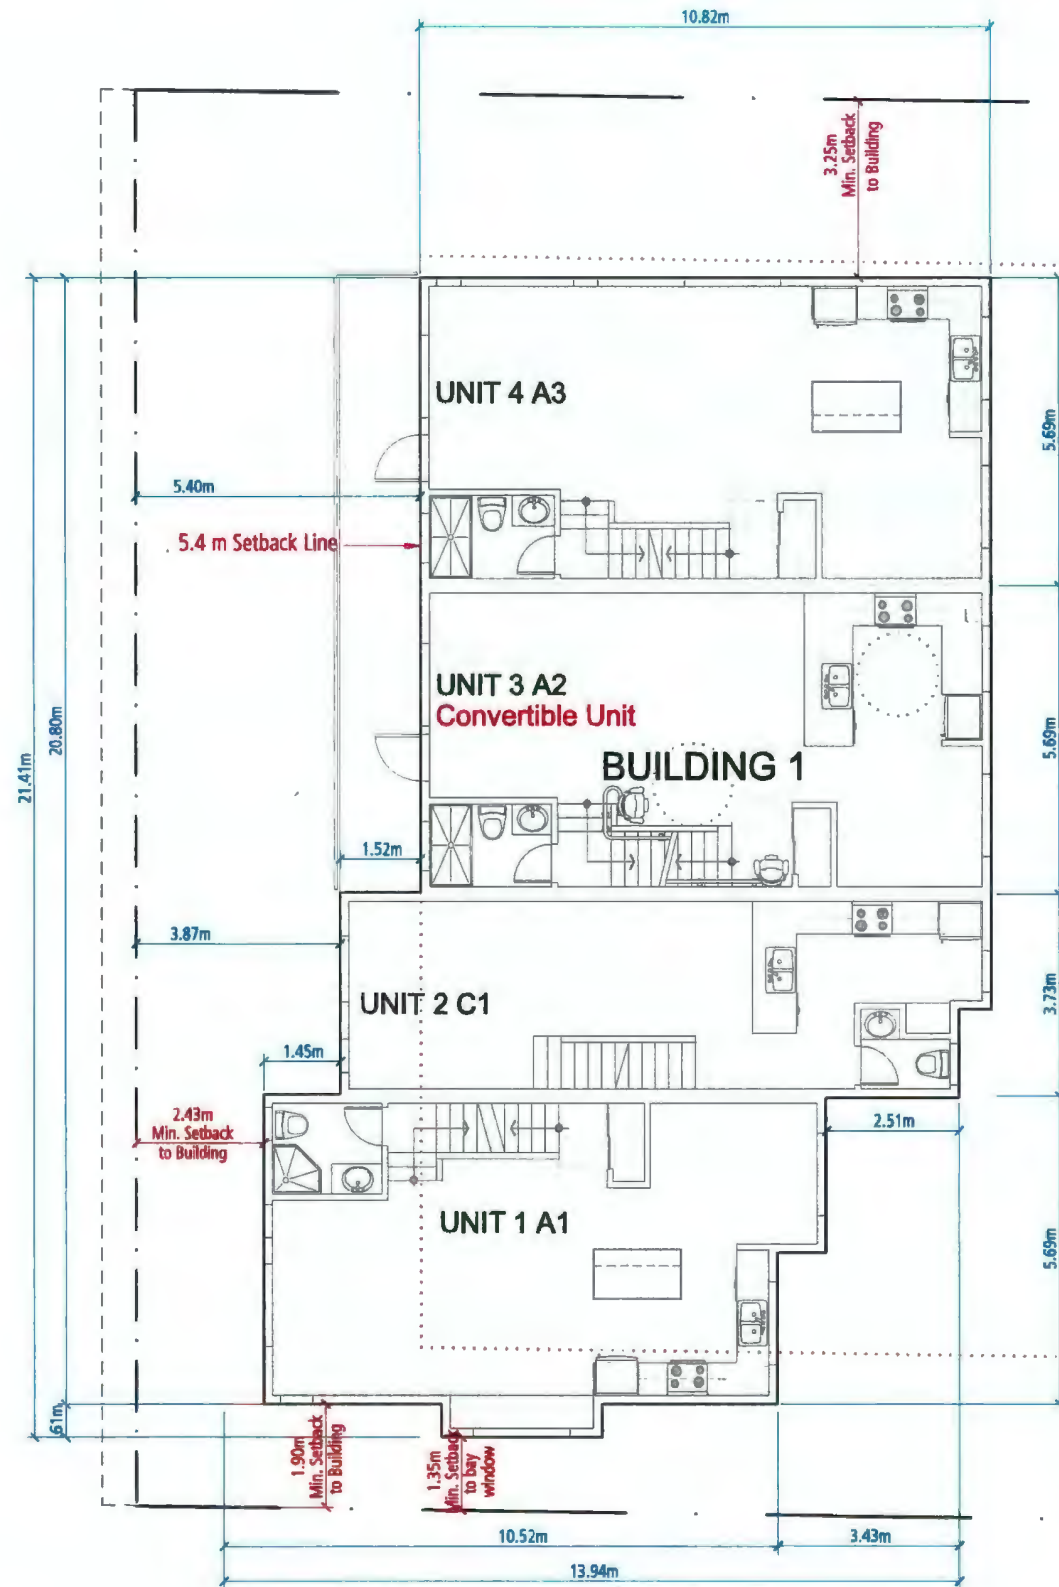 10.82m
3.25m
Min. Setback
to Building
UNIT 4 A3
5.69m
5.40m
5.4 m Setback Line
UNIT 3 A2
Convertible Unit
BUILDING 1
5.69m
21.41m
20.80m
1.52m
3.87m
UNIT 2 C1
3.73m
1.45m
2.43m
Min. Setback
to Building
2.51m
UNIT 1 A1
5.69m
.61m
1.90m
Min. Setback
to Building
1.35m
Min. Setback
to bay
window
10.52m
3.43m
13.94m